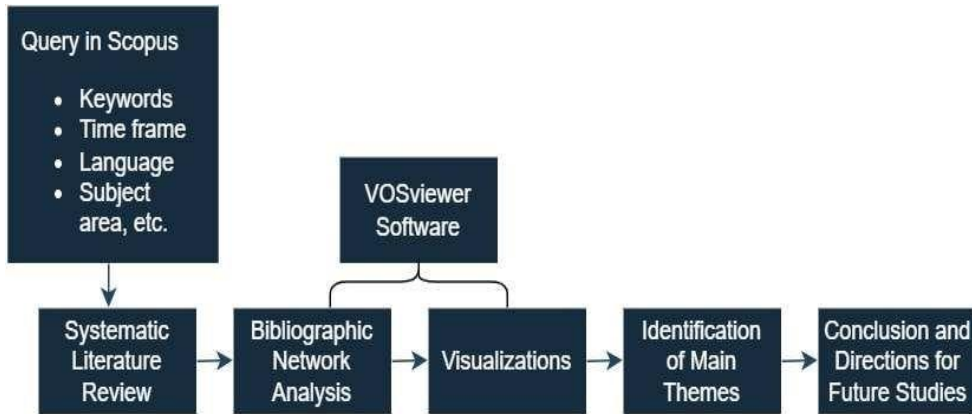 Query in Scopus
• Keywords
• Time frame
• Language
• Subject
area, etc.
VOSviewer
Software
Systematic
Literature
Review
Bibliographic
Network
Analysis
Visualizations
Identification
of Main
Themes
Conclusion and
Directions for
Future Studies